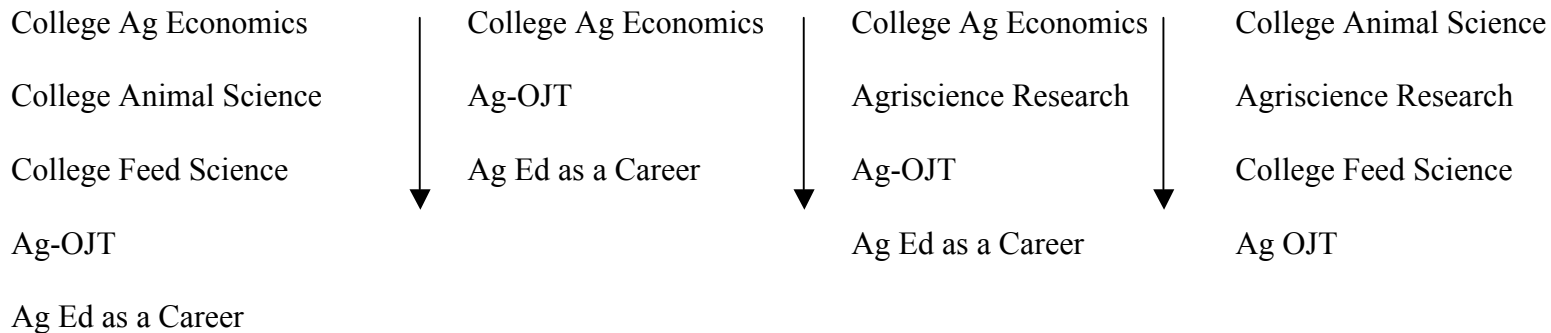 College Ag Economics
College Animal Science
College Feed Science
Ag-OJT
Ag Ed as a Career
College Ag Economics
Ag-OJT
Ag Ed as a Career
College Ag Economics
Agriscience Research
Ag-OJT
Ag Ed as a Career
College Animal Science
Agriscience Research
College Feed Science
Ag OJT